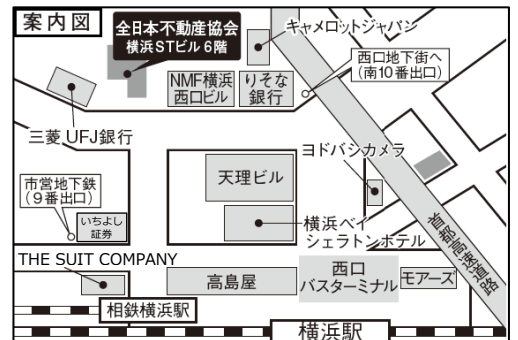 案内図
全日本不動産協会
横浜STビル 6階
キャメロットジャパン
西口地下街へ
(南10番出口)
NMF横浜
西口ビル
りそな
銀行
三菱UFJ銀行
ヨドバシカメラ
天理ビル
市営地下鉄
(9番出口)
いちよし
証券
横浜ベイ
シェラトンホテル
首都高速道路
THE SUIT COMPANY
高島屋
西口
バスターミナル
モアーズ
相鉄横浜駅
横浜駅